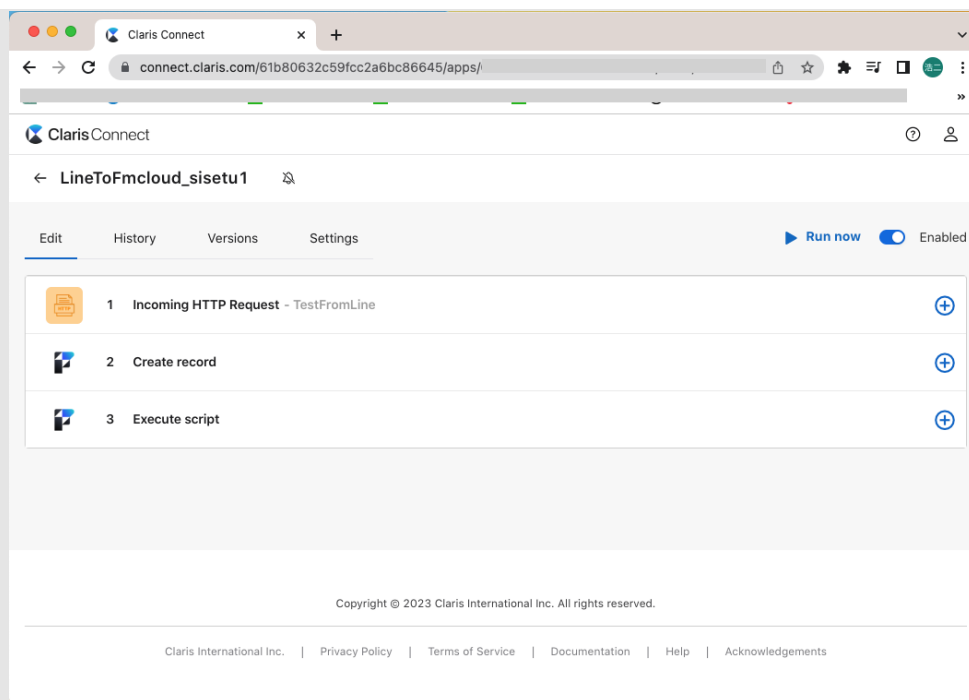 Claris Connect
connect.claris.com/61b80632c59fcc2a6bc86645/apps/
浩二
Claris Connect
LineToFmcloud_sisetu1
Edit History Versions Settings Run now Enabled
1 Incoming HTTP Request - TestFromLine
2 Create record
3 Execute script
Copyright © 2023 Claris International Inc. All rights reserved.
Claris International Inc. | Privacy Policy | Terms of Service | Documentation | Help | Acknowledgements